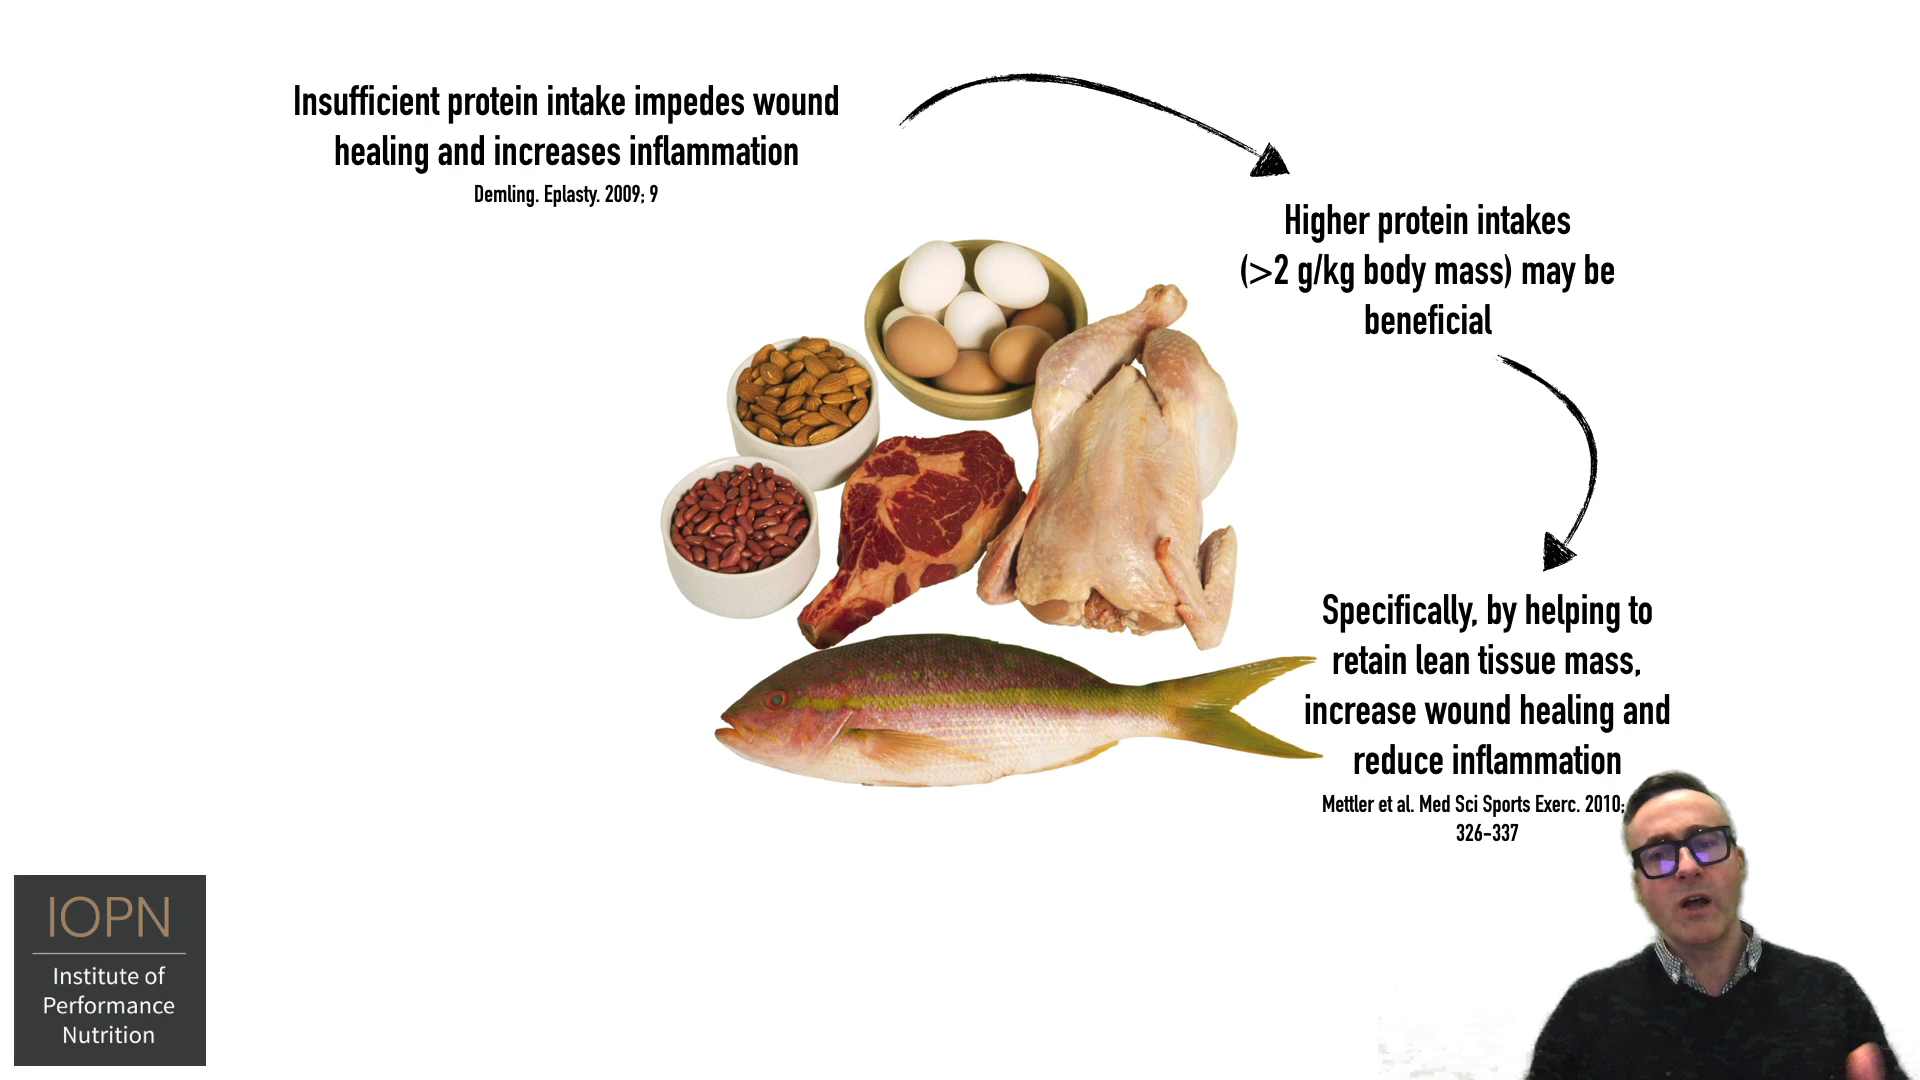 Insufficient protein intake impedes wound
healing and increases inflammation
Demling. Eplasty. 2009; 9
Higher protein intakes
(>2 g/kg body mass) may be
beneficial
Specifically, by helping to
retain lean tissue mass,
increase wound healing and
reduce inflammation
Mettler et al. Med Sci Sports Exerc. 2010;
326-337
IOPN
Institute of
Performance
Nutrition